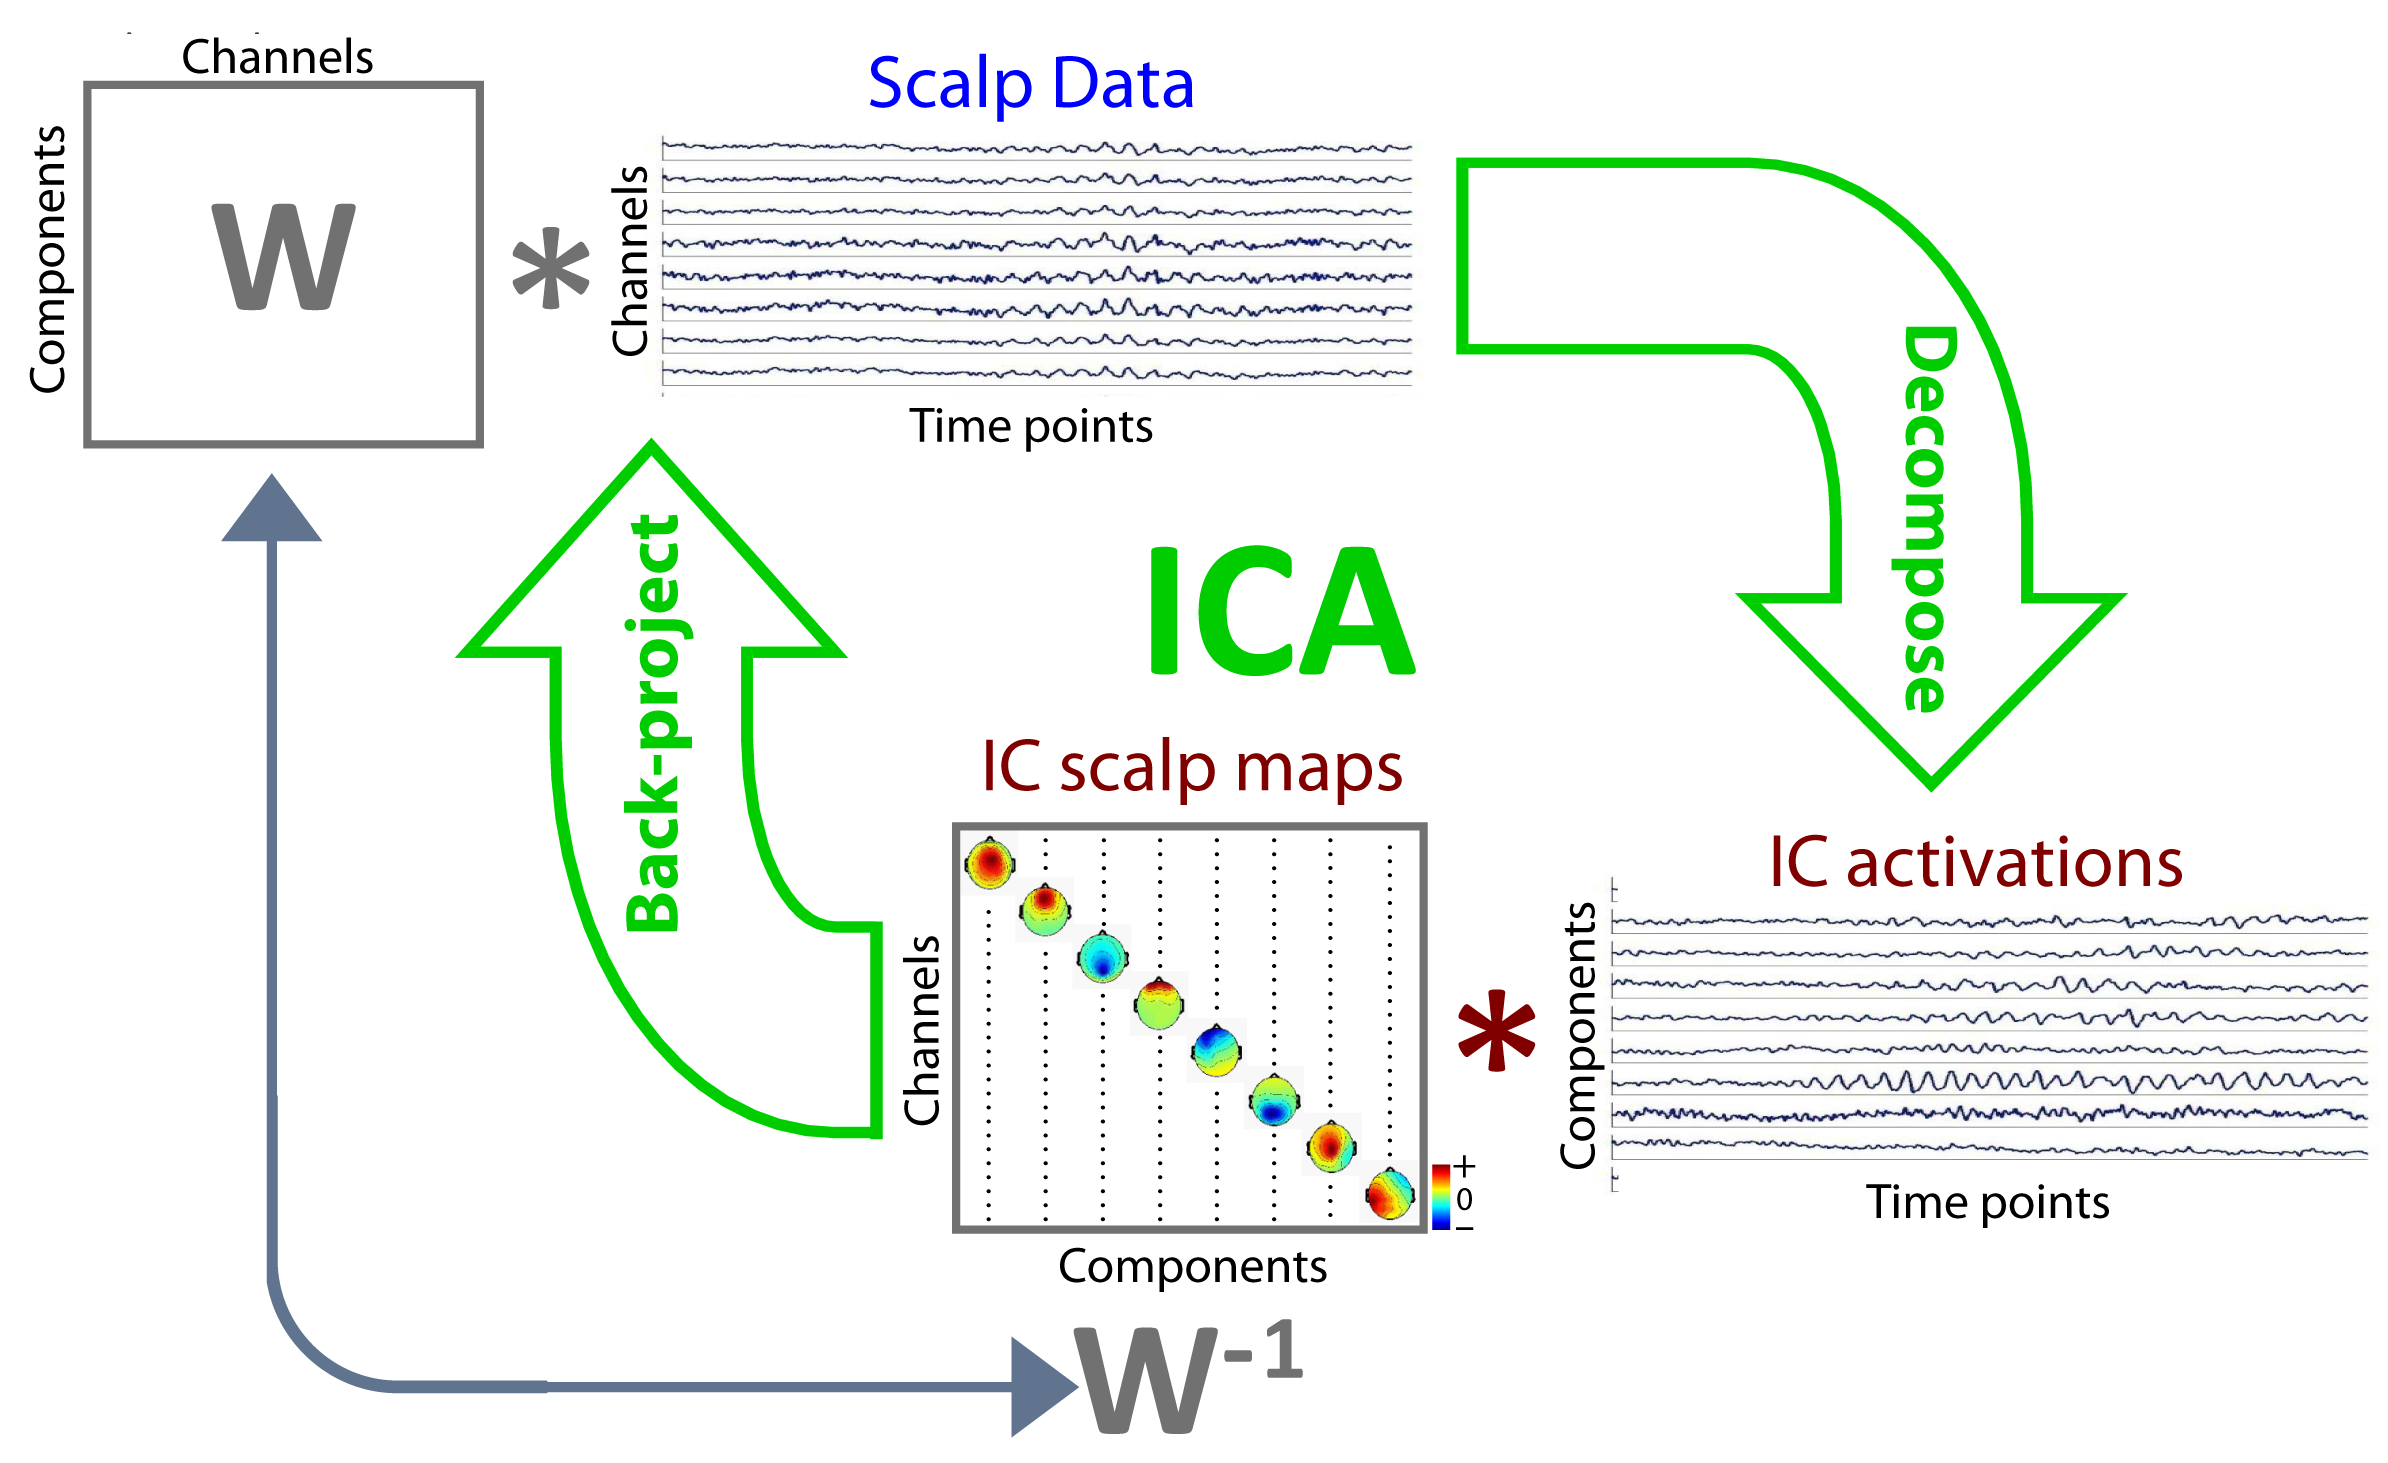 Channels
Components
W
*
Scalp Data
Channels
Time points
Decompose
Back-project
ICA
IC scalp maps
Channels
Components
+
0
–
*
IC activations
Components
Time points
W-1